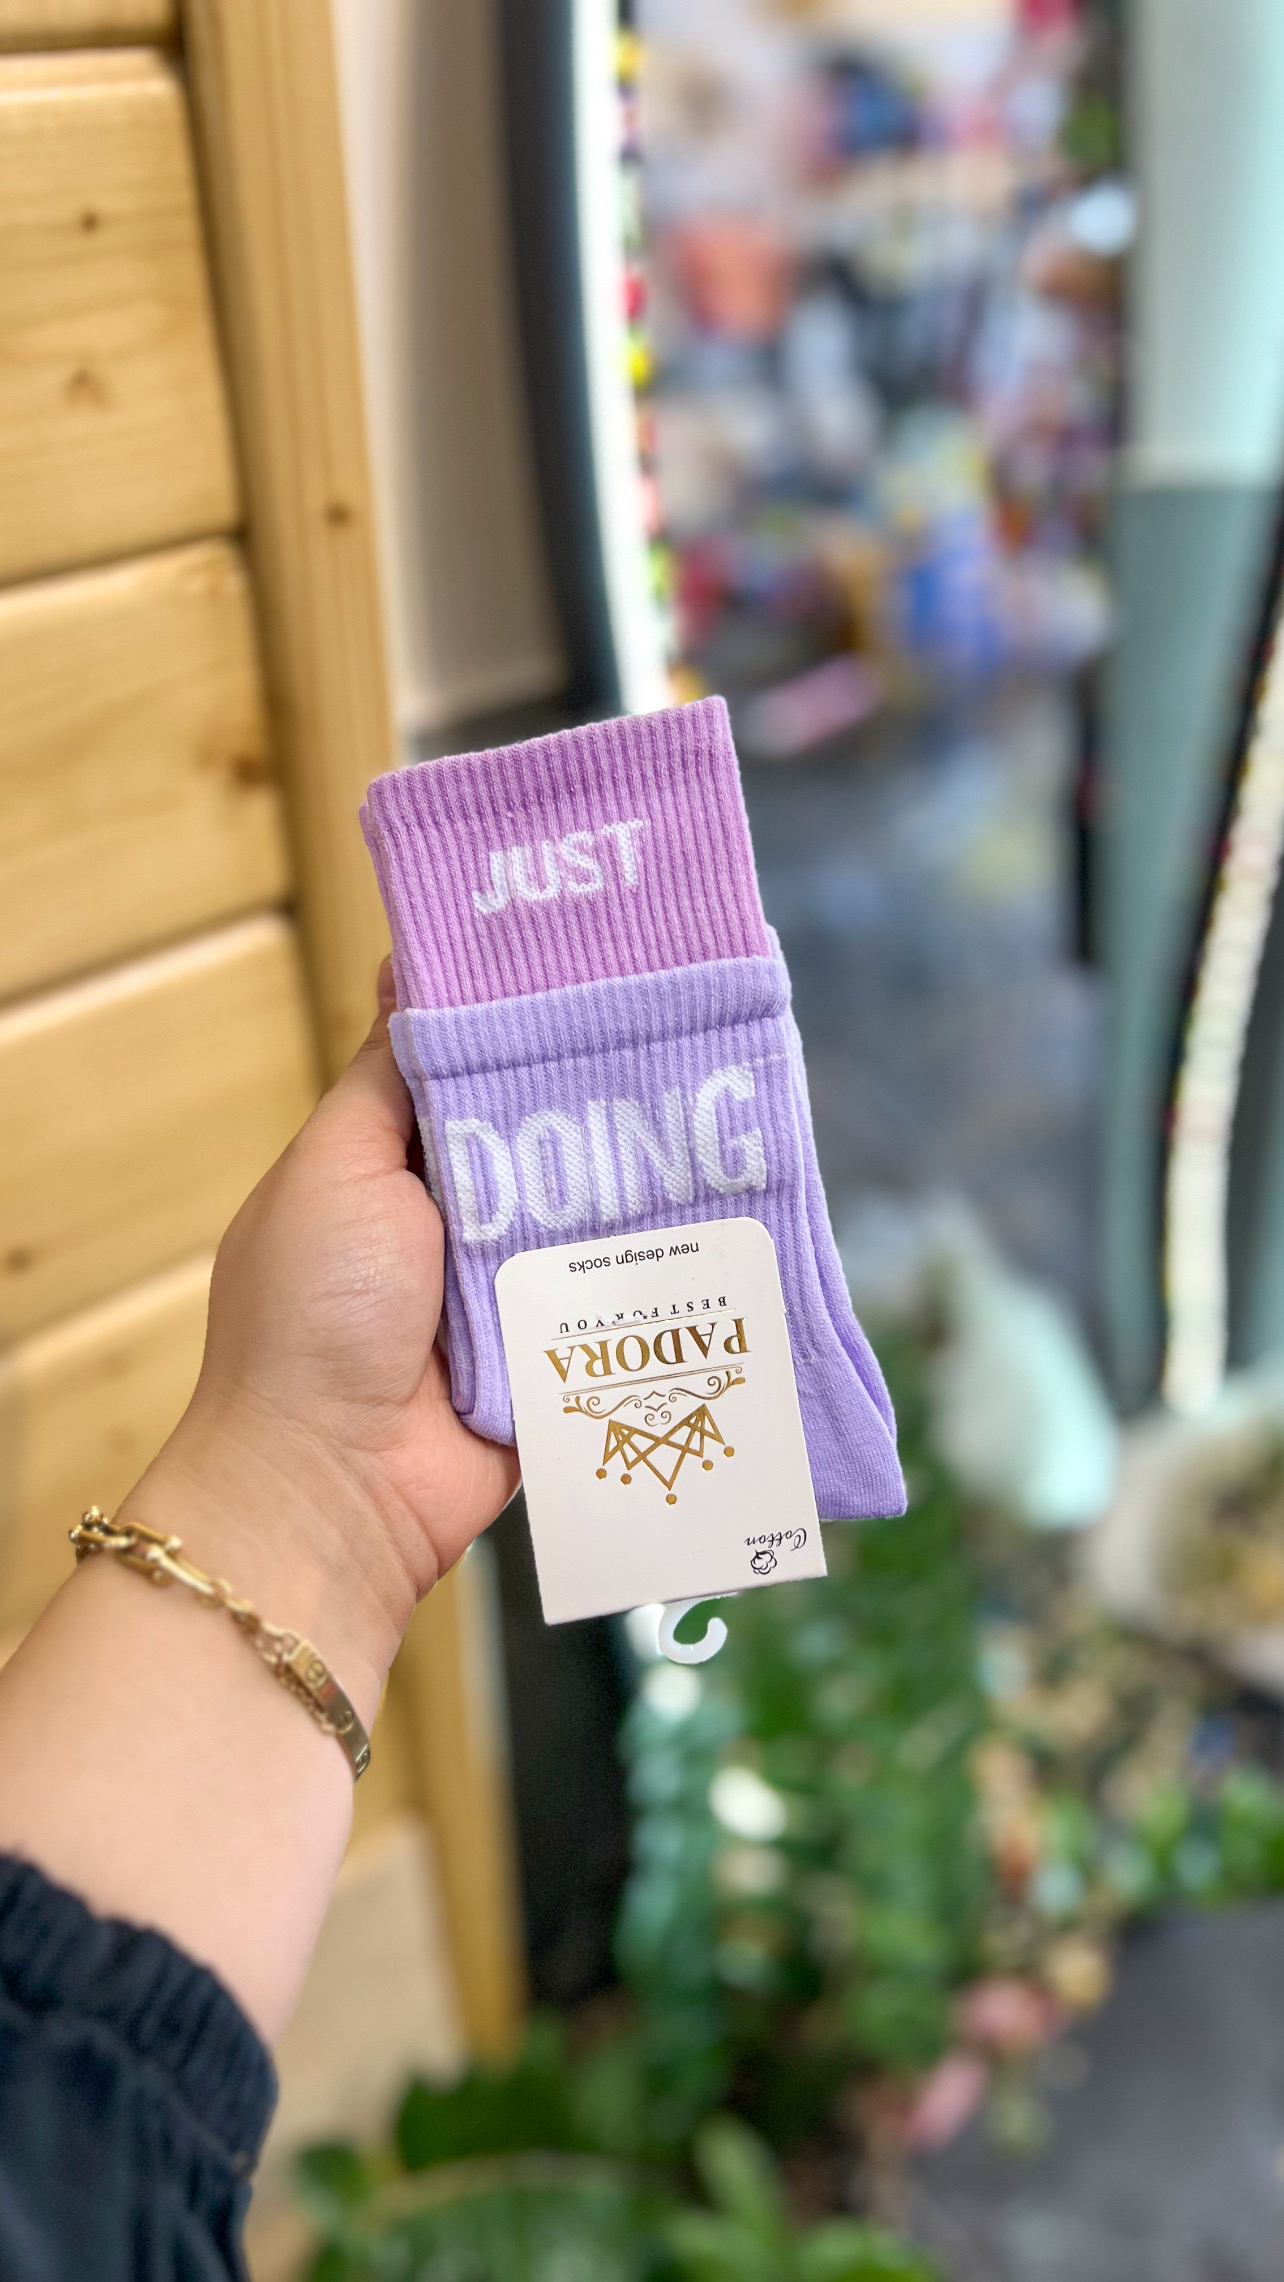 JUST
DOING
new design socks
BEST FOR YOU
PADORA
Cotton